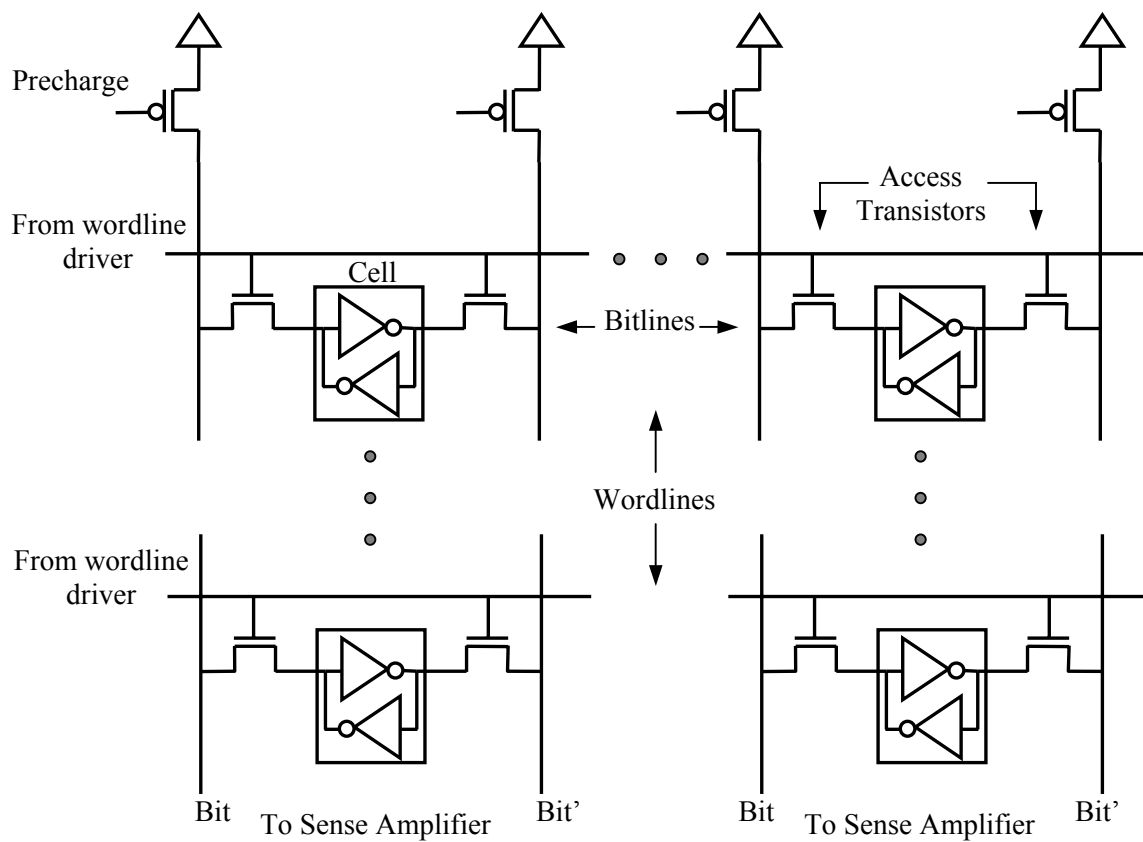 Precharge
Access
Transistors
From wordline
driver
Cell
Bitlines
Wordlines
From wordline
driver
Bit
Bit’
Bit
Bit’
To Sense Amplifier
To Sense Amplifier